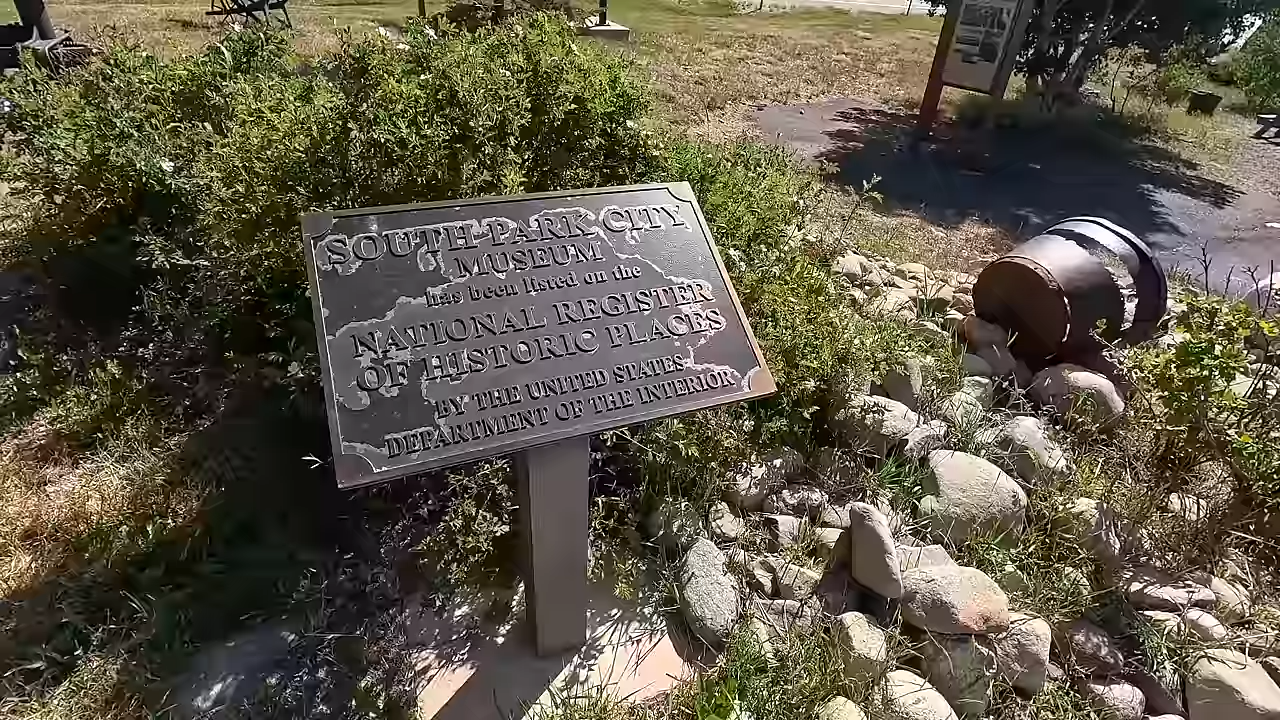 SOUTH PARK CITY
MUSEUM
has been listed on the
NATIONAL REGISTER
OF HISTORIC PLACES
BY THE UNITED STATES
DEPARTMENT OF THE INTERIOR